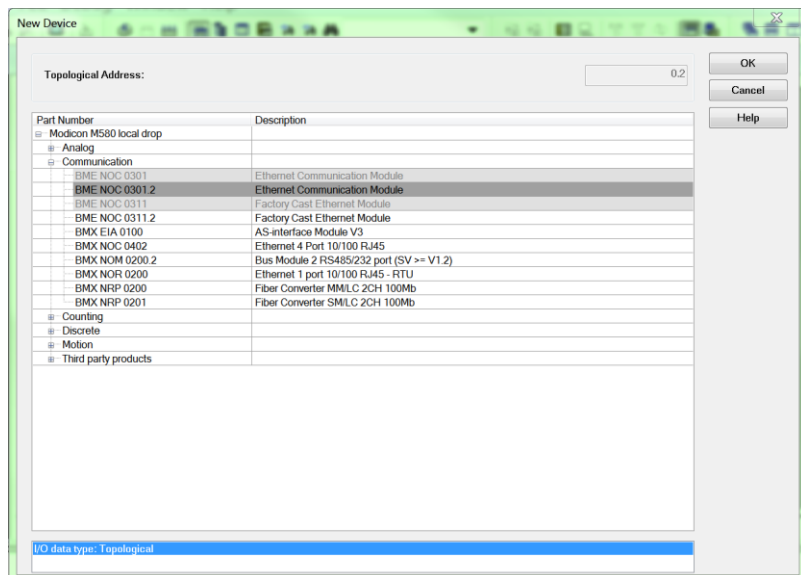 New Device
Topological Address:
0.2
OK
Cancel
Help
Part Number Description
Modicon M580 local drop
Analog
Communication
BME NOC 0301 Ethernet Communication Module
BME NOC 0301.2 Ethernet Communication Module
BME NOC 0311 Factory Cast Ethernet Module
BME NOC 0311.2 Factory Cast Ethernet Module
BMX EIA 0100 AS-interface Module V3
BMX NOC 0402 Ethernet 4 Port 10/100 RJ45
BMX NOM 0200.2 Bus Module 2 RS485/232 port (SV >= V1.2)
BMX NOR 0200 Ethernet 1 port 10/100 RJ45 - RTU
BMX NRP 0200 Fiber Converter MM/LC 2CH 100Mb
BMX NRP 0201 Fiber Converter SM/LC 2CH 100Mb
Counting
Discrete
Motion
Third party products
I/O data type: Topological